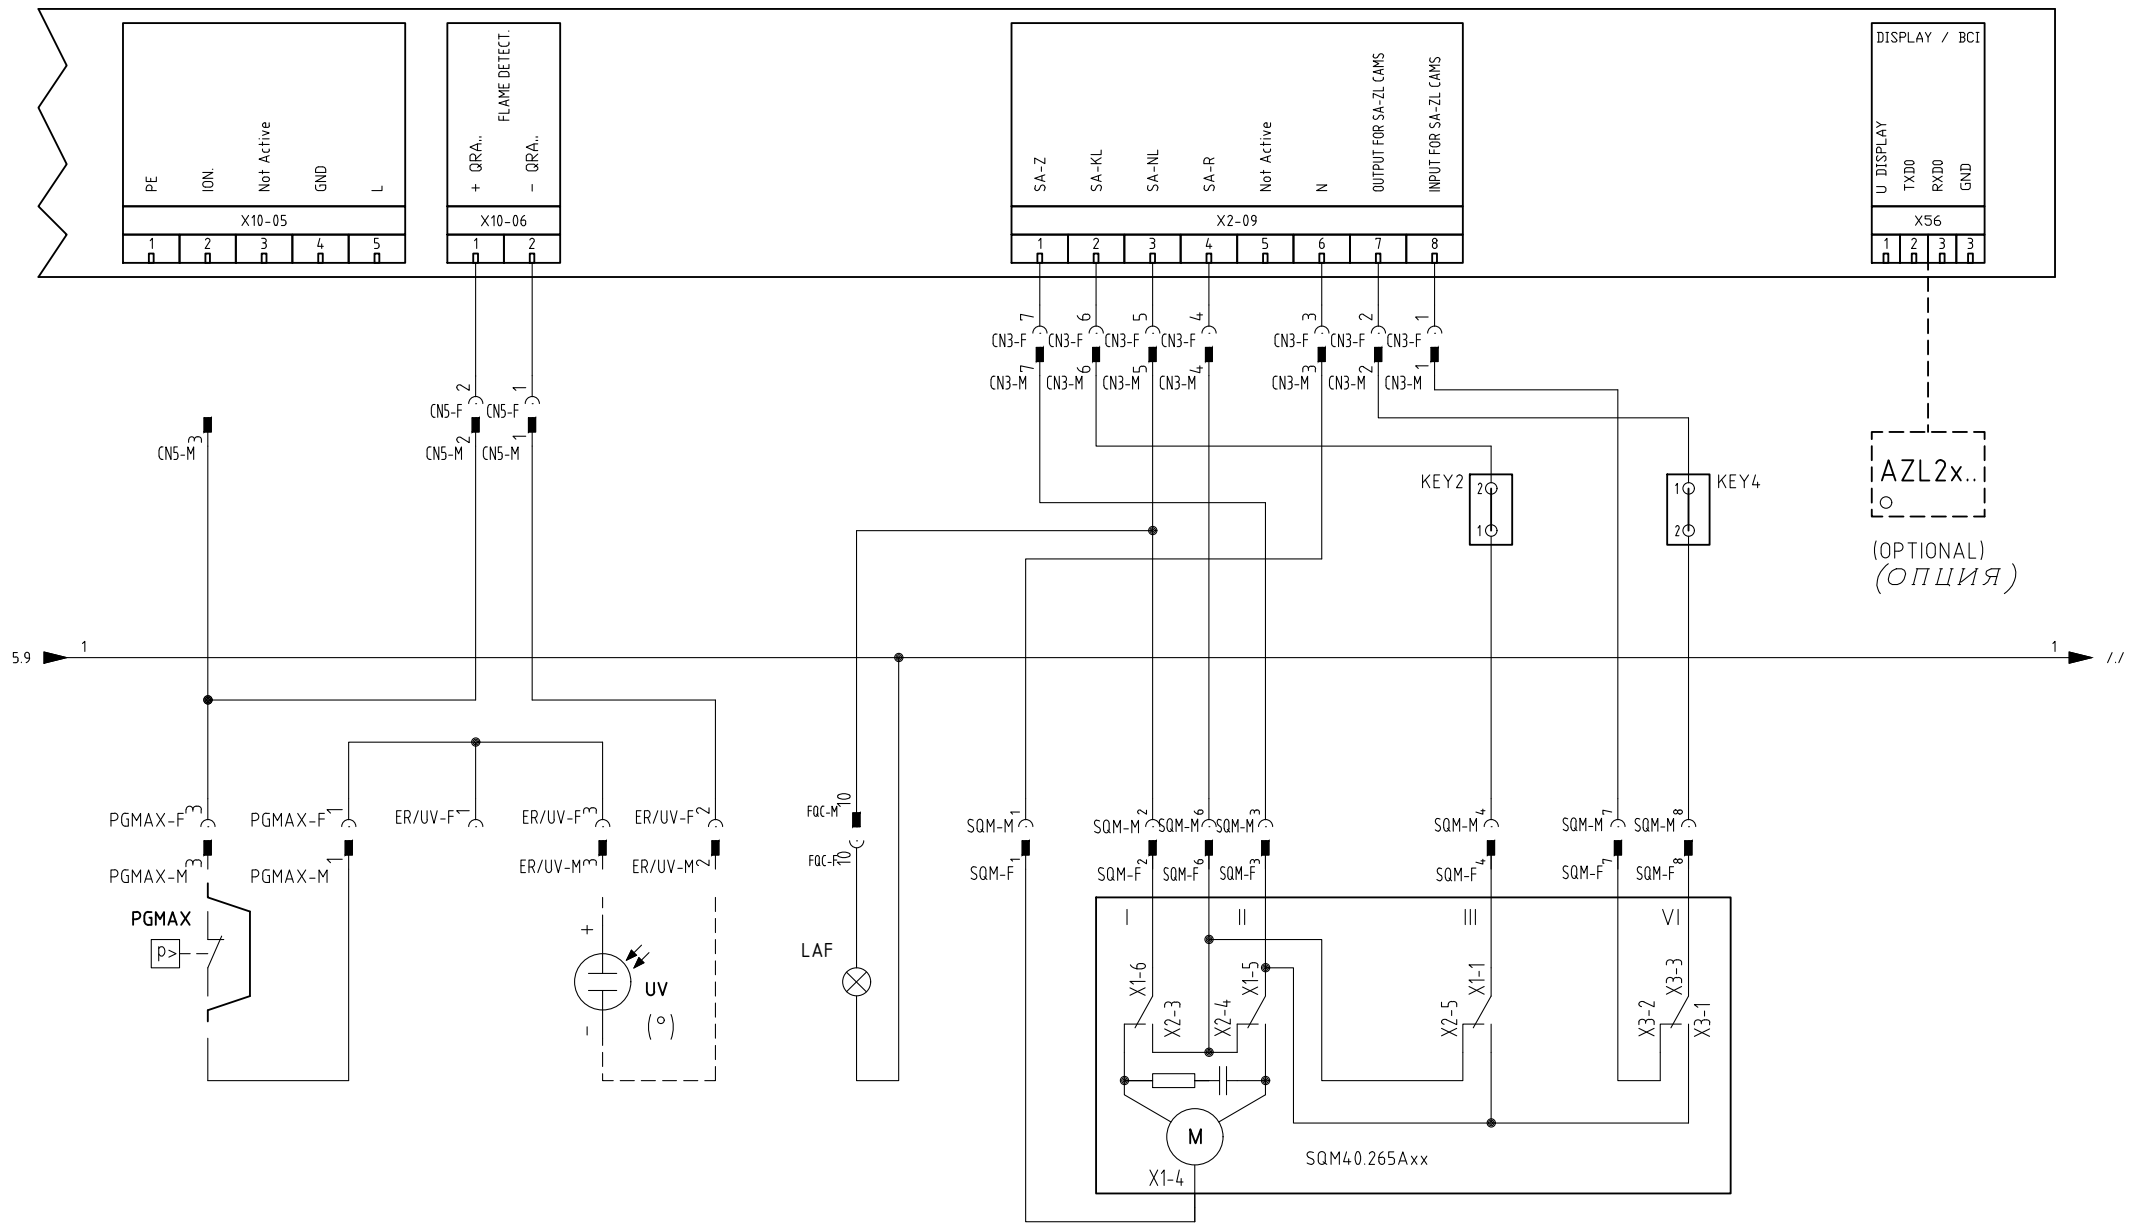 DISPLAY / BCI
PE
ION.
Not Active
GND
L
+ QRA..
FLAME DETECT.
- QRA..
SA-Z
SA-KL
SA-NL
SA-R
Not Active
N
OUTPUT FOR SA-ZL CAMS
INPUT FOR SA-ZL CAMS
U DISPLAY
TXD0
RXD0
GND
X10-05
X10-06
X2-09
X56
1 2 3 4 5
1 2
1 2 3 4 5 6 7 8
1 2 3 3
7 6 5 4 3 2 1
CN3-F CN3-F CN3-F CN3-F CN3-F CN3-F CN3-F
7 6 5 4 3 2 1
CN3-M CN3-M CN3-M CN3-M CN3-M CN3-M CN3-M
2 1
CN5-F CN5-F
3 2 1
CN5-M CN5-M CN5-M
KEY2
2
1
KEY4
1
2
AZL2x..
(OPTIONAL)
(ОПЦИЯ)
5.9
1
1
/./
PGMAX-F 3
PGMAX-F 1
ER/UV-F 1
ER/UV-F 3
ER/UV-F 2
FQC-M 10
SQM-M 1
SQM-M 2
SQM-M 6
SQM-M 3
SQM-M 4
SQM-M 7
SQM-M 8
PGMAX-M 3
PGMAX-M 1
ER/UV-M 3
ER/UV-M 2
FQC-F 10
SQM-F 1
SQM-F 2
SQM-F 6
SQM-F 3
SQM-F 4
SQM-F 7
SQM-F 8
PGMAX
P>
+
UV
-
(°)
LAF
I
II
III
VI
X1-6
X2-3
X2-4
X1-5
X2-5
X1-1
X3-2
X3-3
X3-1
M
X1-4
SQM40.265Axx